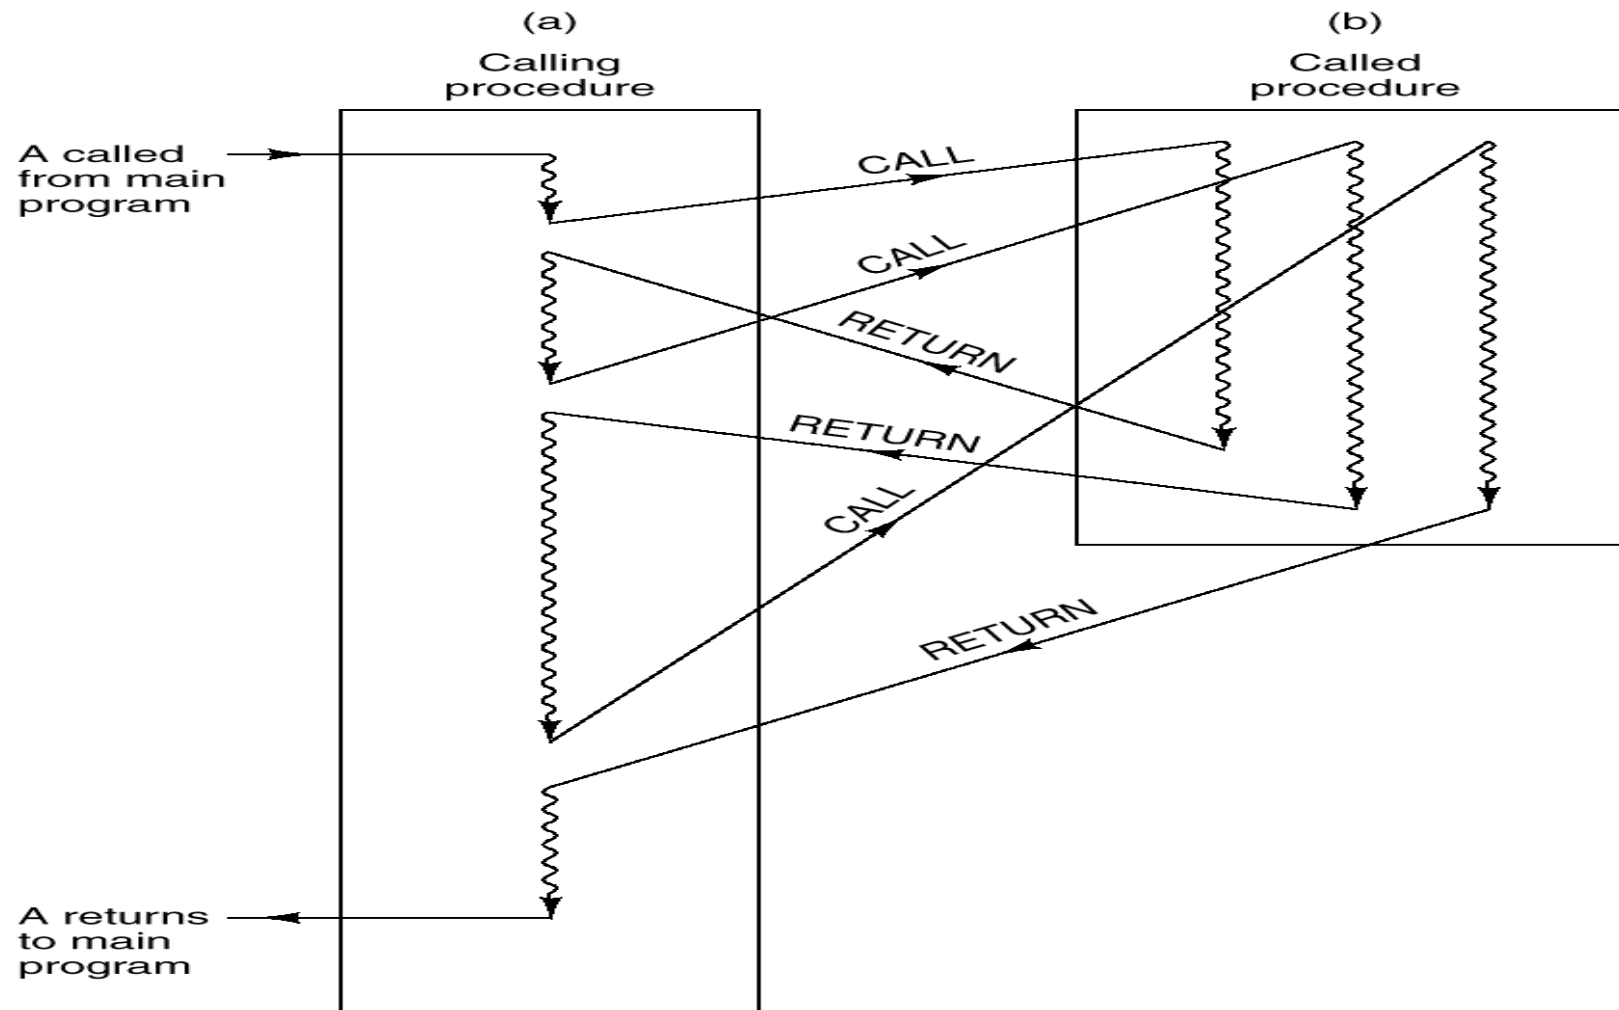 (a)
Calling
procedure
(b)
Called
procedure
A called
from main
program
CALL
CALL
RETURN
RETURN
CALL
RETURN
A returns
to main
program